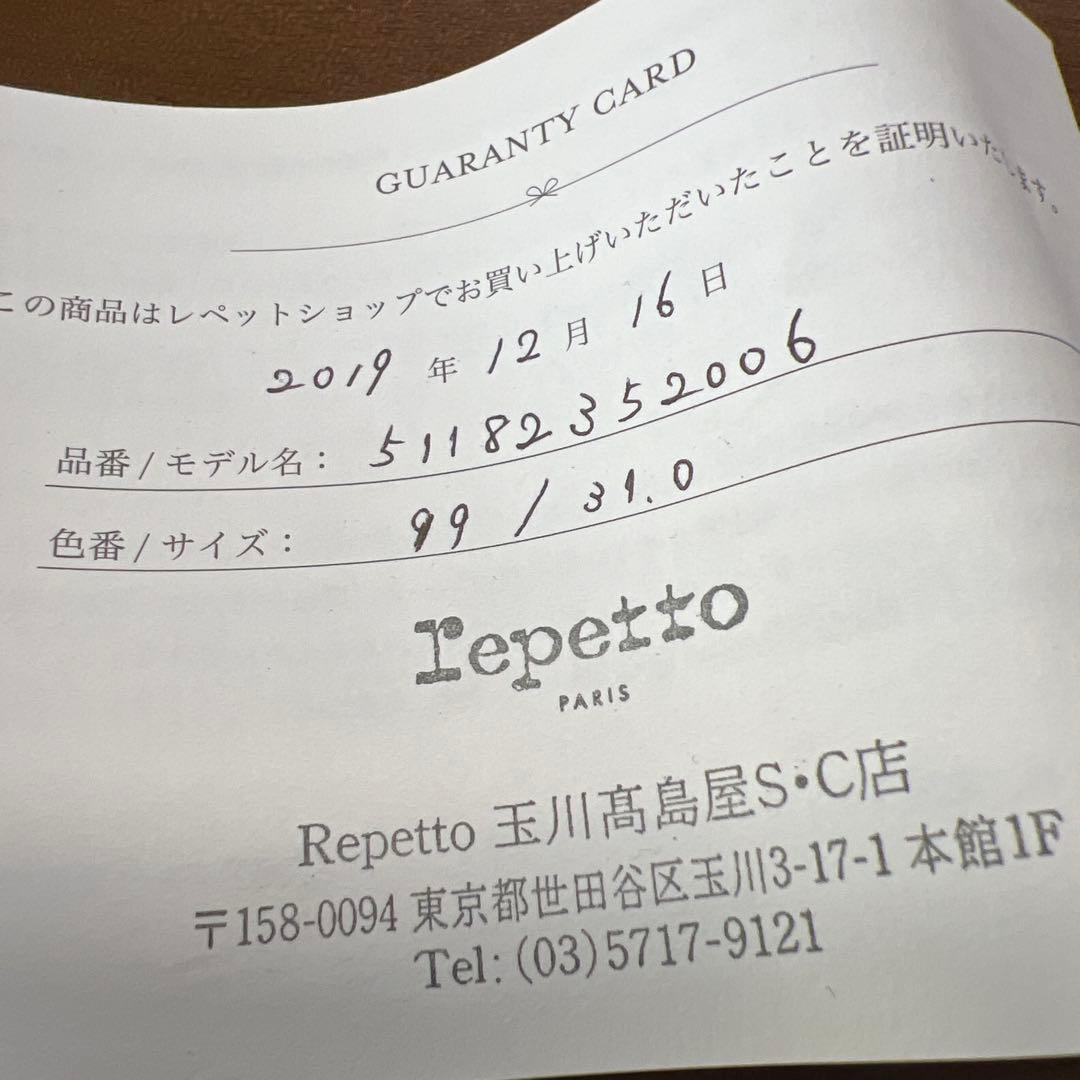 GUARANTY CARD
この商品はレペットショップでお買い上げいただいたことを証明いたします。
2019 年 12 月 16 日
品番 / モデル名： 51182352006
色番 / サイズ： 99 / 31.0
repetto
PARIS
Repetto 玉川髙島屋S・C店
〒158-0094 東京都世田谷区玉川3-17-1 本館1F
Tel: (03)5717-9121